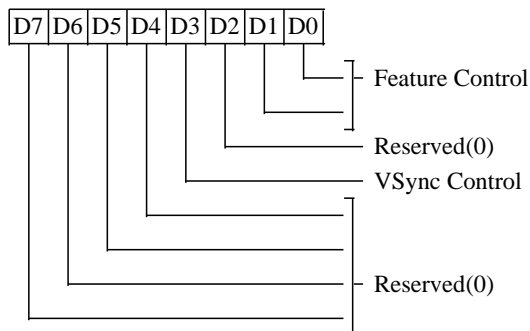 D7 D6 D5 D4 D3 D2 D1 D0
Feature Control
Reserved(0)
VSync Control
Reserved(0)